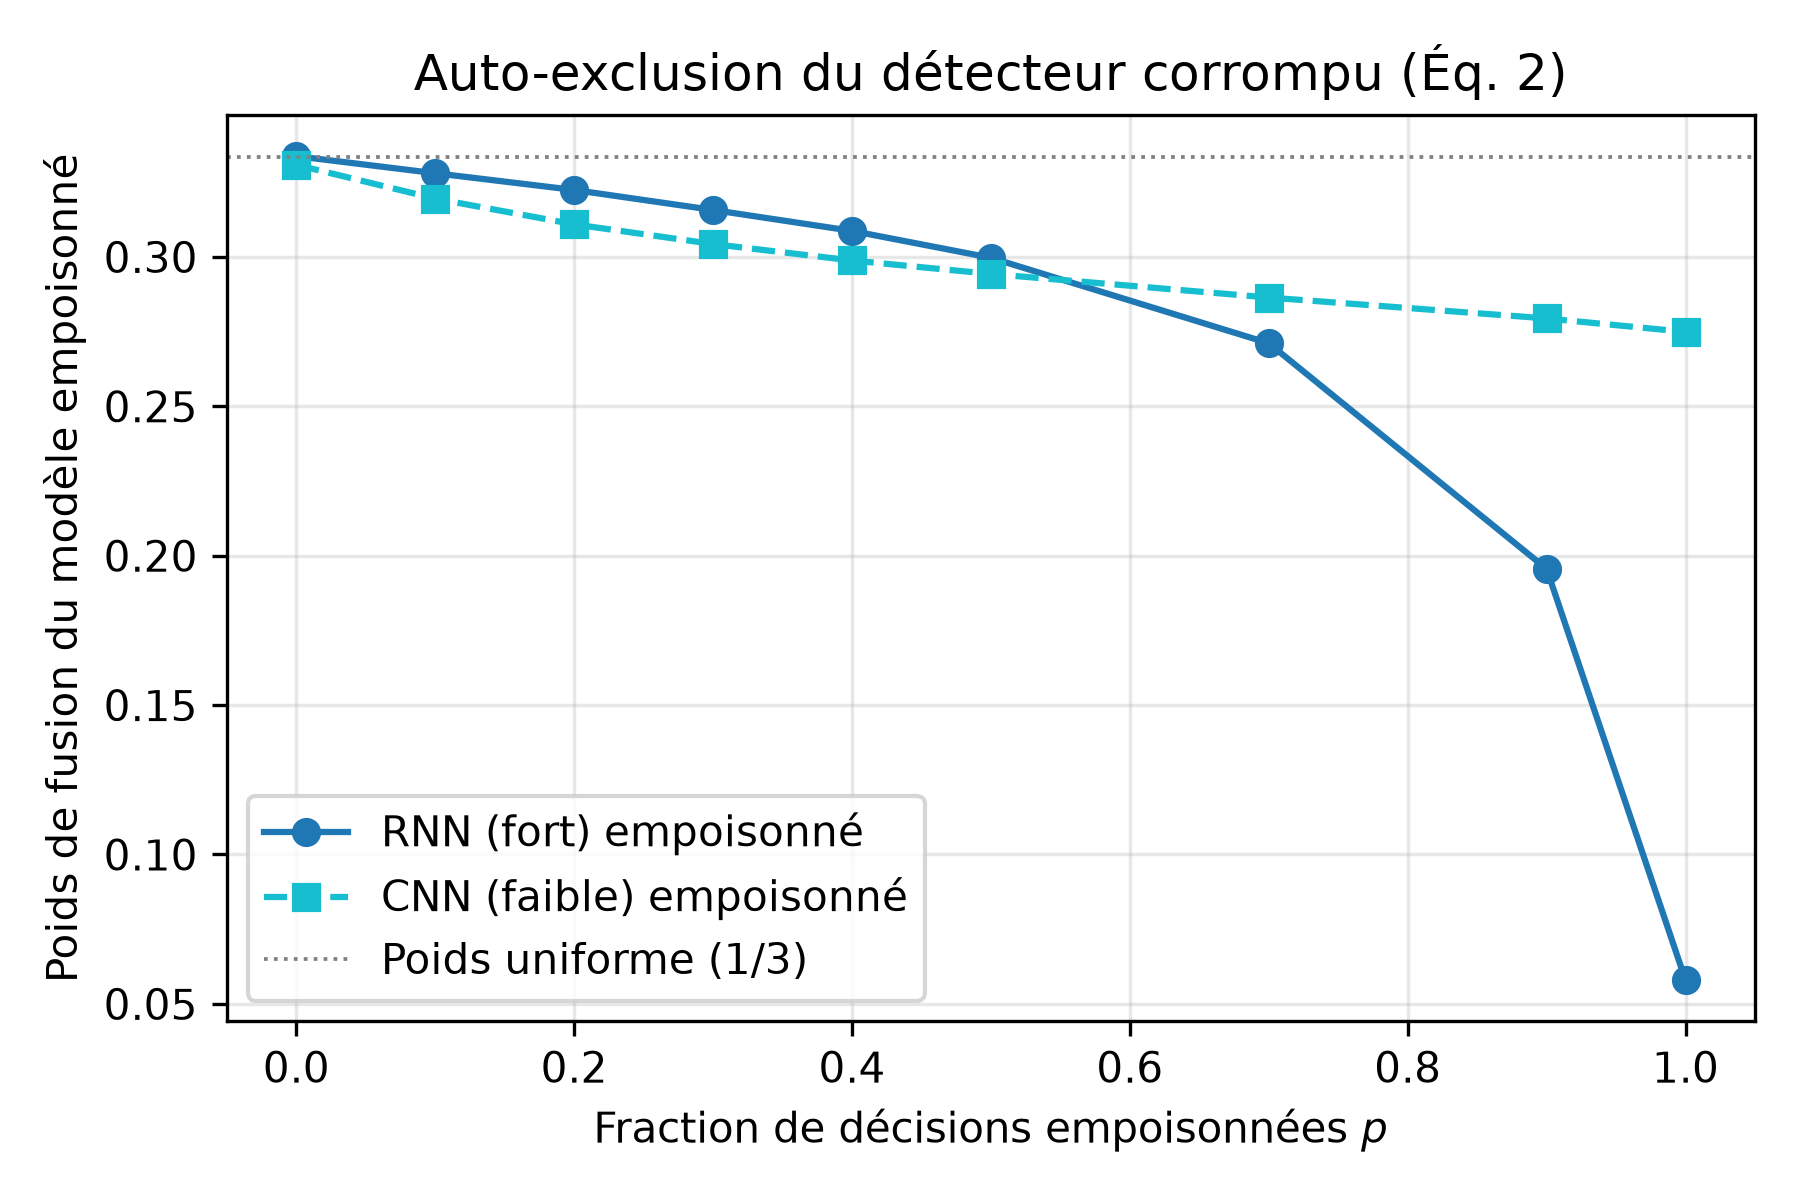 Auto-exclusion du détecteur corrompu (Éq. 2)
Poids de fusion du modèle empoisonné
0.30
0.25
0.20
0.15
0.10
0.05
RNN (fort) empoisonné
CNN (faible) empoisonné
Poids uniforme (1/3)
0.0 0.2 0.4 0.6 0.8 1.0
Fraction de décisions empoisonnées p